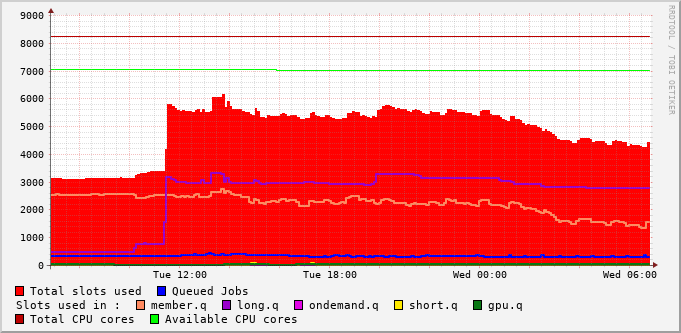 RRDTOOL / TOBI OETIKER
9000
8000
7000
6000
5000
4000
3000
2000
1000
0
Tue 12:00 Tue 18:00 Wed 00:00 Wed 06:00
Total slots used Queued Jobs
Slots used in : member.q long.q ondemand.q short.q gpu.q
Total CPU cores Available CPU cores